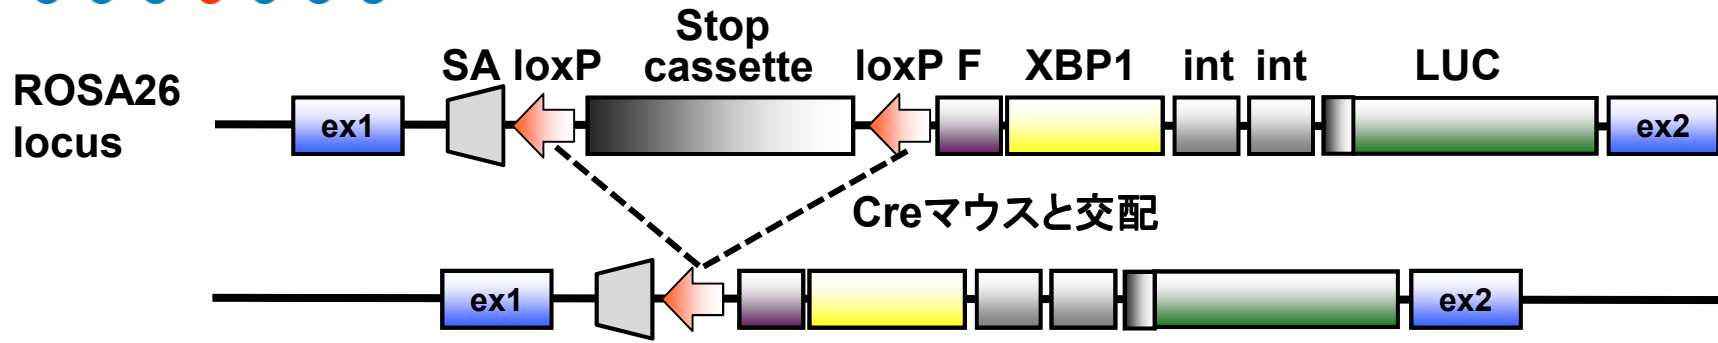 ROSA26
locus
Stop
SA loxP cassette loxP F XBP1 int int LUC
ex1 ex2
Creマウスと交配
ex1 ex2